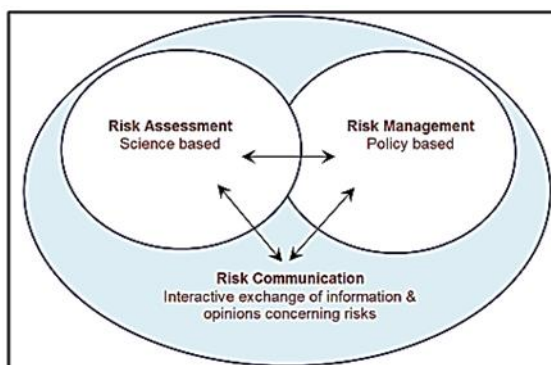 Risk Assessment
Science based
Risk Management
Policy based
Risk Communication
Interactive exchange of information &
opinions concerning risks